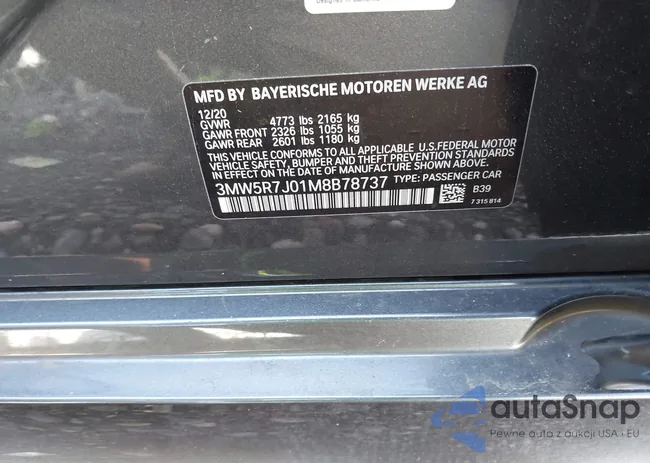 MFD BY BAYERISCHE MOTOREN WERKE AG
12/20
GVWR 4773 lbs 2165 kg
GAWR FRONT 2326 lbs 1055 kg
GAWR REAR 2601 lbs 1180 kg
THIS VEHICLE CONFORMS TO ALL APPLICABLE U.S.FEDERAL MOTOR
VEHICLE SAFETY, BUMPER AND THEFT PREVENTION STANDARDS
IN EFFECT ON THE DATE OF MANUFACTURE SHOWN ABOVE.
3MW5R7J01M8B78737 TYPE: PASSENGER CAR
B39
7 315 814
autaSnap
Pewne auta z aukcji USA i EU